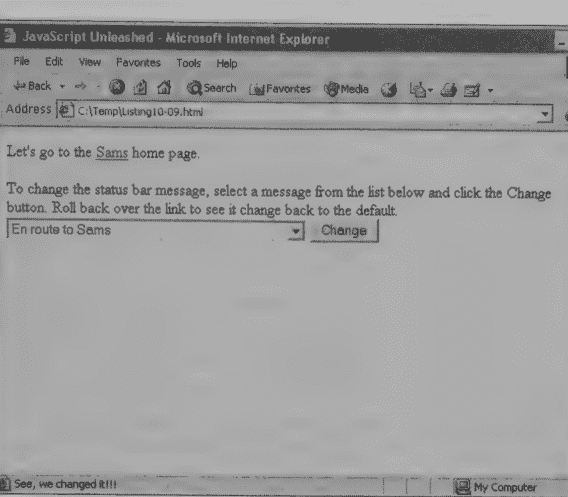 JavaScript Unleashed - Microsoft Internet Explorer
File Edit View Favorites Tools Help
Back Search Favorites Media
Address C:\Temp\Listing10-09.html
Let's go to the Sams home page.
To change the status bar message, select a message from the list below and click the Change
button. Roll back over the link to see it change back to the default.
En route to Sams Change
See, we changed it!!! My Computer